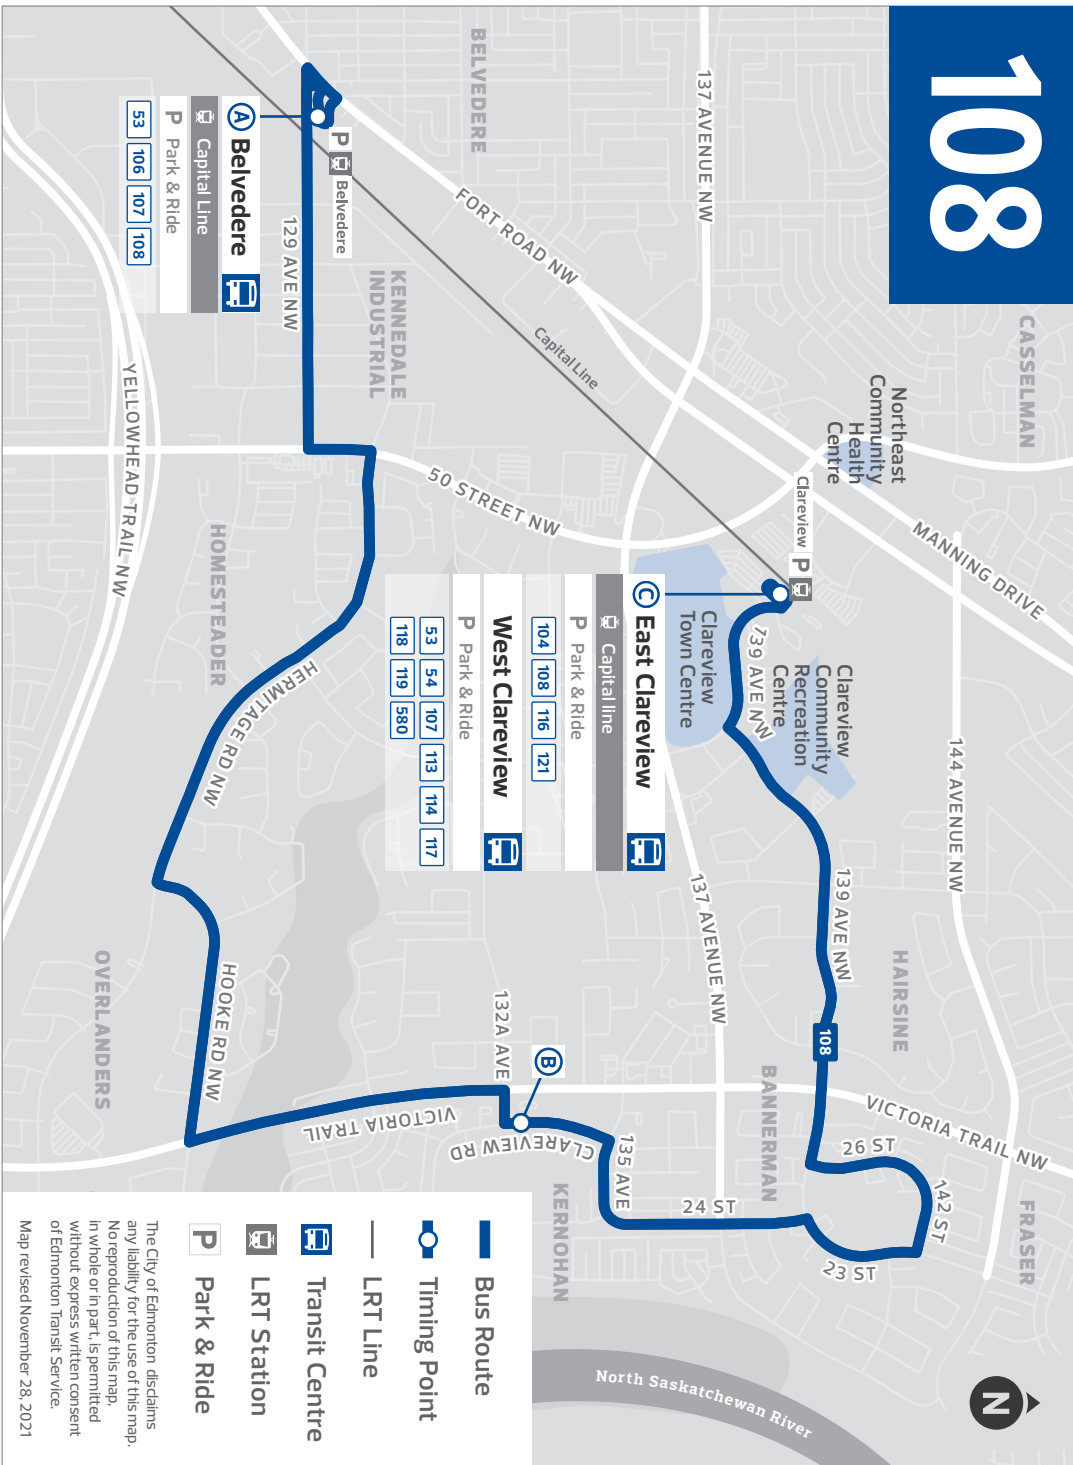 108
CASSELMAN
BELVEDERE
137 AVENUE NW
FORT ROAD NW
Northeast
Community
Health
Centre
MANNING DRIVE
144 AVENUE NW
Capital Line
KENNEDALE
INDUSTRIAL
P
Belvedere
129 AVE NW
A Belvedere
Capital Line
P Park & Ride
53 106 107 108
YELLOWHEAD TRAIL NW
50 STREET NW
HOMESTEADER
HERMITAGE RD NW
Clareview P
Clareview
Town Centre
139 AVE NW
Clareview
Community
Recreation
Centre
C East Clareview
Capital line
P Park & Ride
104 108 116 121
West Clareview
P Park & Ride
53 54 107 113 114 117
118 119 580
137 AVENUE NW
139 AVE NW
108
HAIRSINE
OVERLANDERS
HOOKE RD NW
132A AVE
B
VICTORIA TRAIL
CLAREVIEW RD
135 AVE
KERNOHAN
BANNERMAN
VICTORIA TRAIL NW
26 ST
142 ST
24 ST
23 ST
FRASER
North Saskatchewan River
N
Bus Route
Timing Point
LRT Line
Transit Centre
LRT Station
P Park & Ride
The City of Edmonton disclaims
any liability for the use of this map.
No reproduction of this map,
in whole or in part, is permitted
without express written consent
of Edmonton Transit Service.
Map revised November 28, 2021